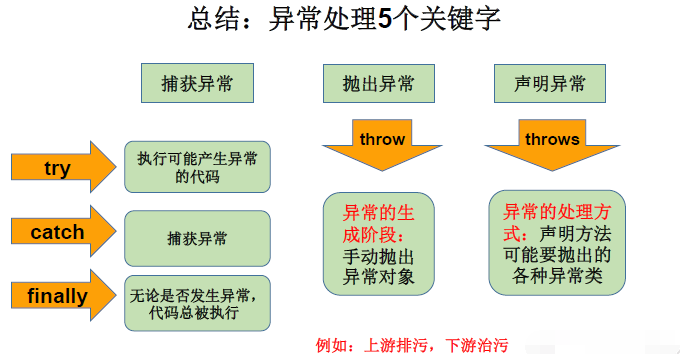 总结：异常处理5个关键字
捕获异常
抛出异常
声明异常
try
执行可能产生异常
的代码
catch
捕获异常
finally
无论是否发生异常，
代码总被执行
throw
异常的生
成阶段：
手动抛出
异常对象
throws
异常的处理方
式：声明方法
可能要抛出的
各种异常类
例如：上游排污，下游治污